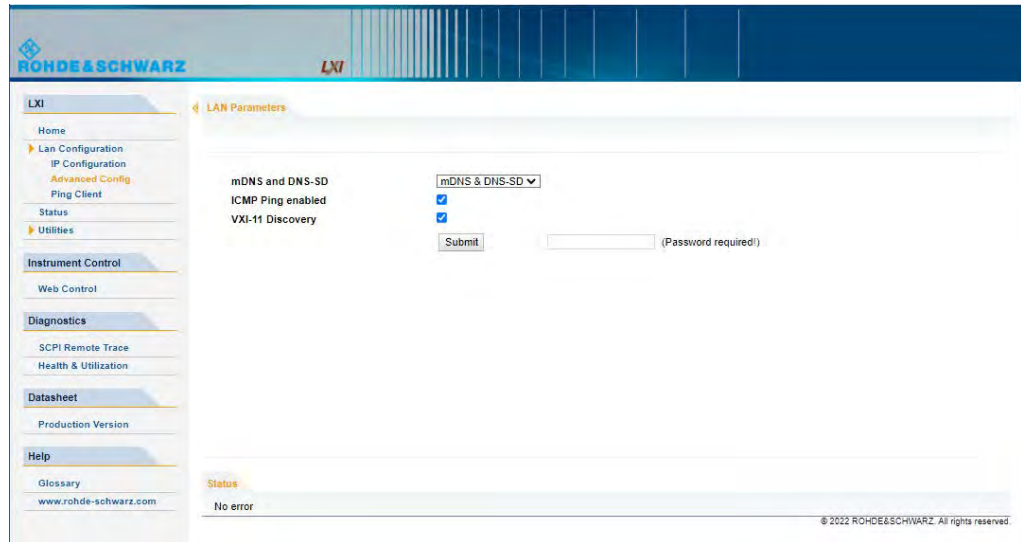 ROHDE&SCHWARZ
LXI
LXI
Home
Lan Configuration
IP Configuration
Advanced Config
Ping Client
Status
Utilities
Instrument Control
Web Control
Diagnostics
SCPI Remote Trace
Health & Utilization
Datasheet
Production Version
Help
Glossary
www.rohde-schwarz.com
LAN Parameters
mDNS and DNS-SD
mDNS & DNS-SD
ICMP Ping enabled
VXI-11 Discovery
Submit
(Password required!)
Status
No error
© 2022 ROHDE&SCHWARZ. All rights reserved.